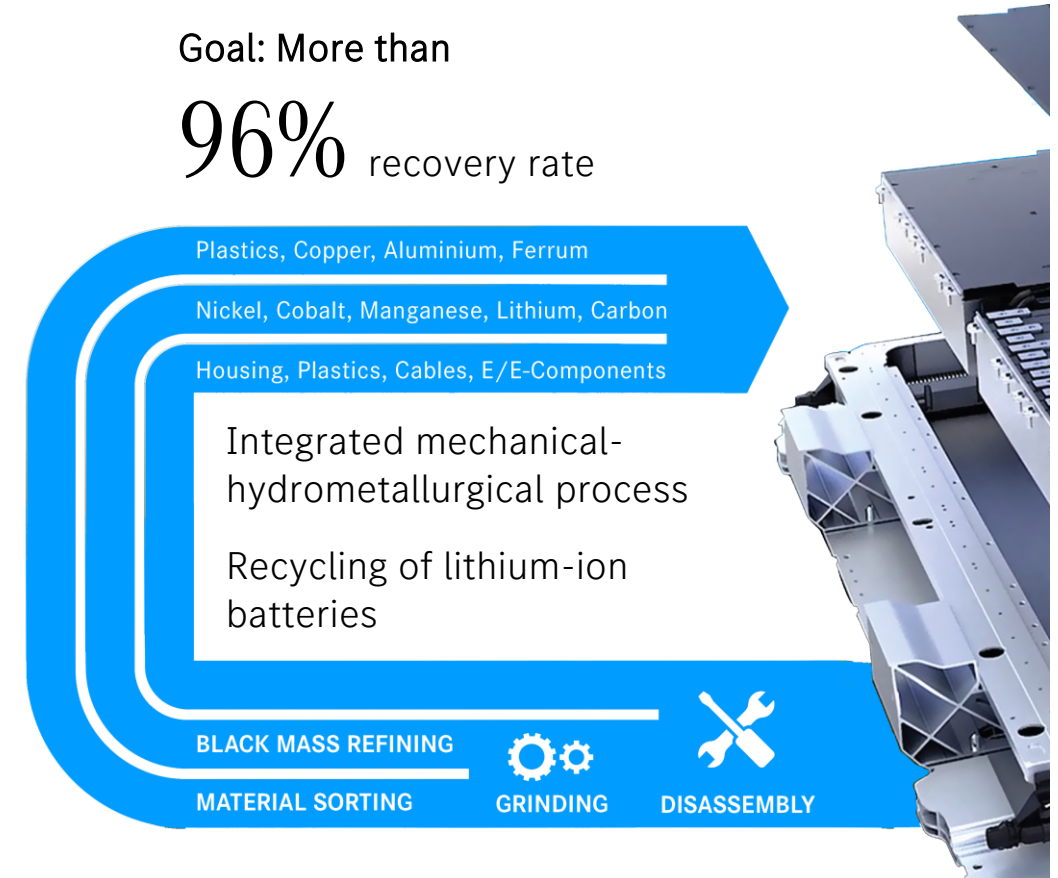 Goal: More than
96% recovery rate
Plastics, Copper, Aluminium, Ferrum
Nickel, Cobalt, Manganese, Lithium, Carbon
Housing, Plastics, Cables, E/E-Components
Integrated mechanical-
hydrometallurgical process
Recycling of lithium-ion
batteries
BLACK MASS REFINING
MATERIAL SORTING
GRINDING
DISASSEMBLY